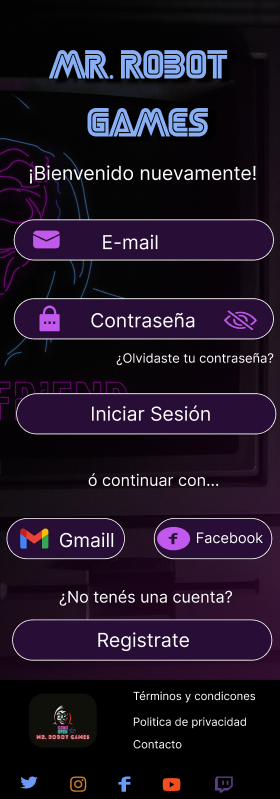 MR. ROBOT
GAMES
¡Bienvenido nuevamente!
E-mail
Contraseña
¿Olvidaste tu contraseña?
FRIEND
Iniciar Sesión
ó continuar con...
Gmaill
Facebook
¿No tenés una cuenta?
Registrate
Términos y condicones
Politica de privacidad
Contacto
MR. ROBOT GAMES